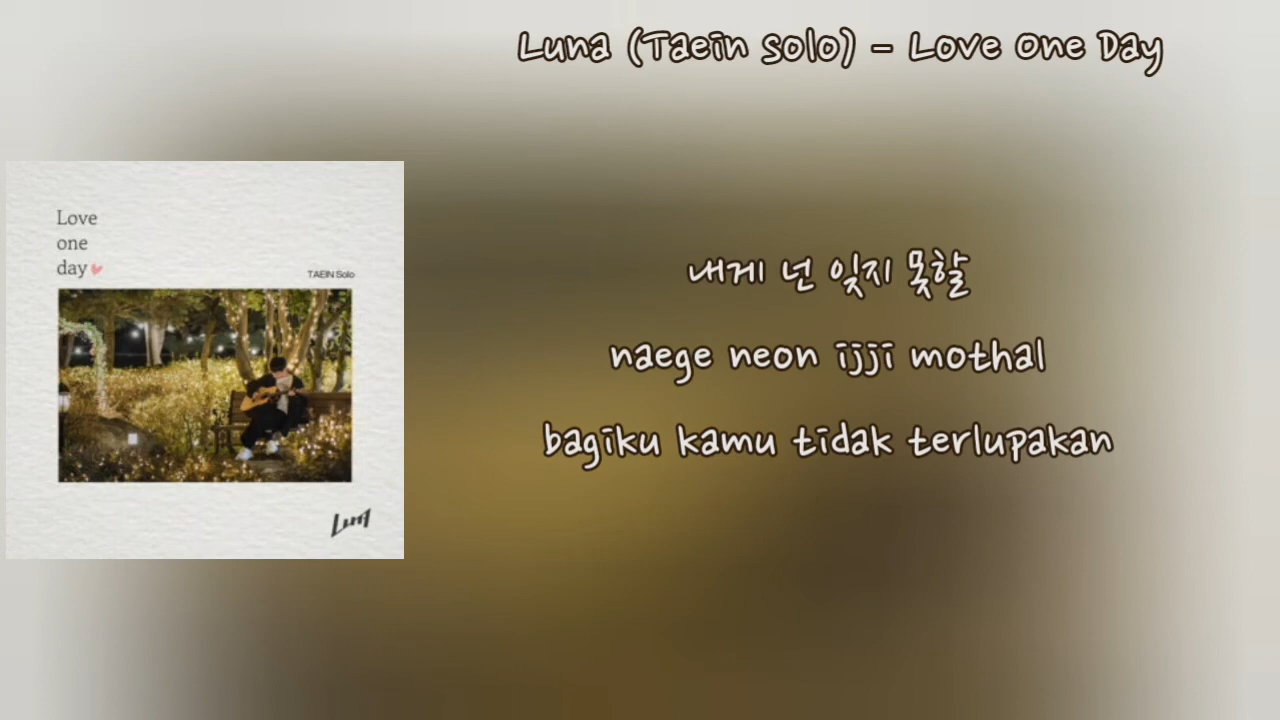 Luna (Taein Solo) - Love One Day
Love
one
day
TAEIN Solo
Luna
내게 넌 잊지 못할
naege neon ijji mothal
bagiku kamu tidak terlupakan